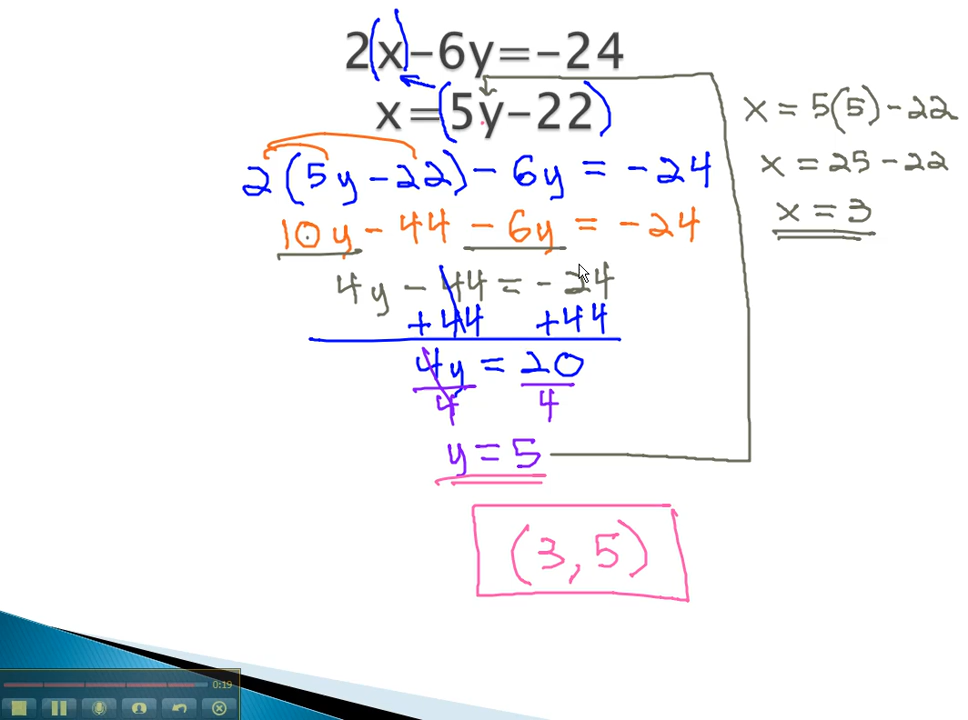 2(x)-6y=-24
x=(5y-22)
2(5y-22)-6y=-24
10y-44-6y=-24
4y-44=-24
+44 +44
4y=20
4 4
y=5
(3,5)
x=5(5)-22
x=25-22
x=3
0:19